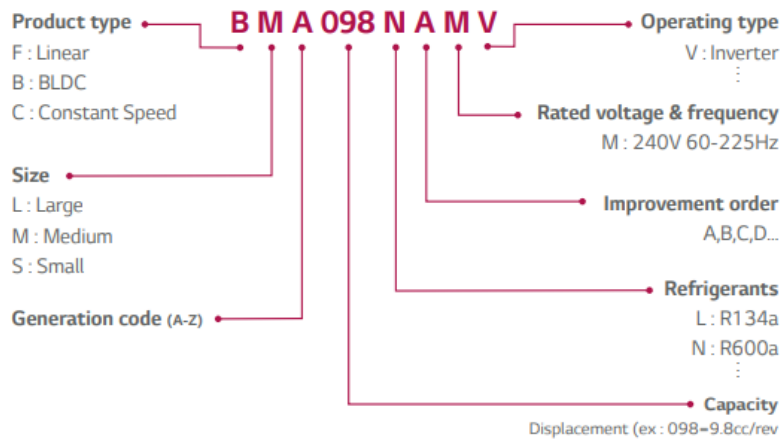 BMA098NAMV
Product type
F : Linear
B : BLDC
C : Constant Speed
Size
L : Large
M : Medium
S : Small
Generation code (A-Z)
Operating type
V : Inverter
⋮
Rated voltage & frequency
M : 240V 60-225Hz
Improvement order
A,B,C,D...
Refrigerants
L : R134a
N : R600a
⋮
Capacity
Displacement (ex : 098=9.8cc/rev